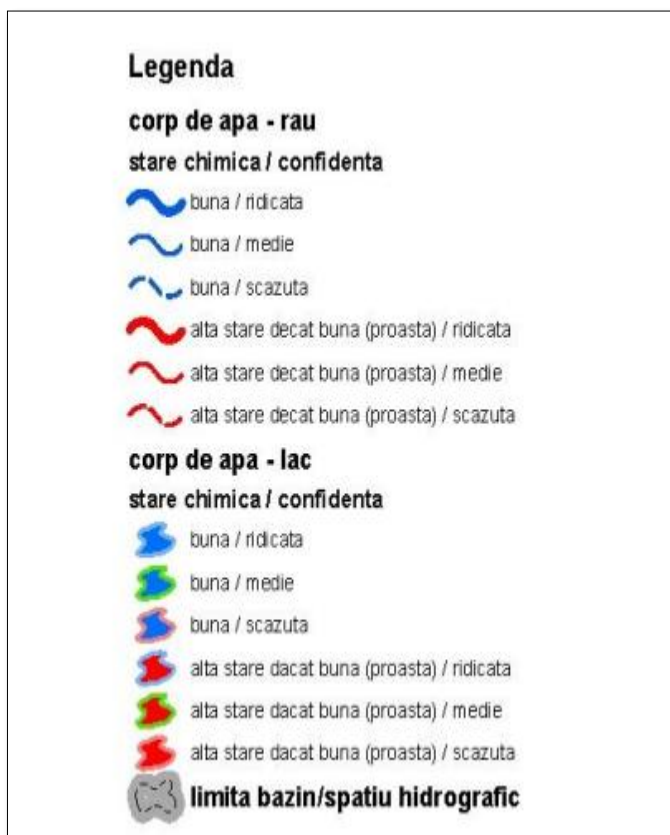 Legenda
corp de apa - rau
stare chimica / confidenta
buna / ridicata
buna / medie
buna / scazuta
alta stare decat buna (proasta) / ridicata
alta stare decat buna (proasta) / medie
alta stare decat buna (proasta) / scazuta
corp de apa - lac
stare chimica / confidenta
buna / ridicata
buna / medie
buna / scazuta
alta stare dacat buna (proasta) / ridicata
alta stare dacat buna (proasta) / medie
alta stare dacat buna (proasta) / scazuta
limita bazin/spatiu hidrografic